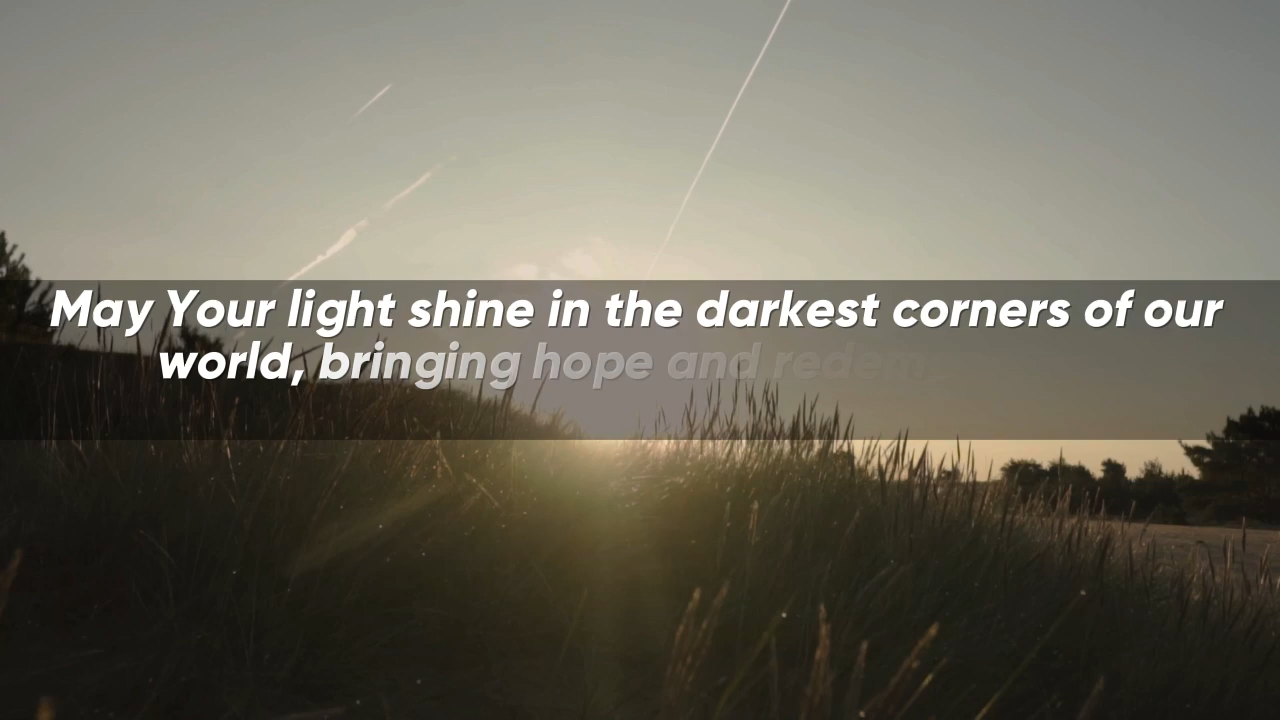 May Your light shine in the darkest corners of our
world, bringing hope and